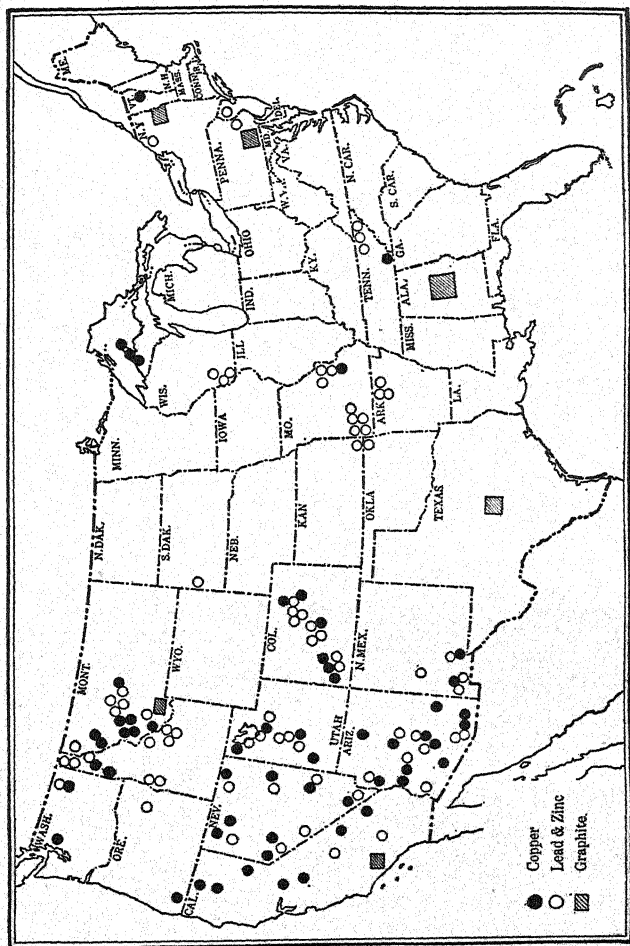 WASH.
ORE.
CAL.
NEV.
MONT.
WYO.
UTAH
ARIZ.
COL.
N.MEX.
N.DAK.
S.DAK.
NEB.
KAN
OKLA
TEXAS
MINN.
IOWA
MO.
ARK
LA.
WIS.
ILL
MICH.
IND.
OHIO
KY.
TENN.
MISS.
ALA.
GA.
FLA.
S. CAR.
N. CAR.
VA.
W.V.
PENNA.
MD.
DEL.
N.Y.
VT.
N.H.
MASS.
CONN.
R.I.
ME.
Copper
Lead & Zinc
Graphite.